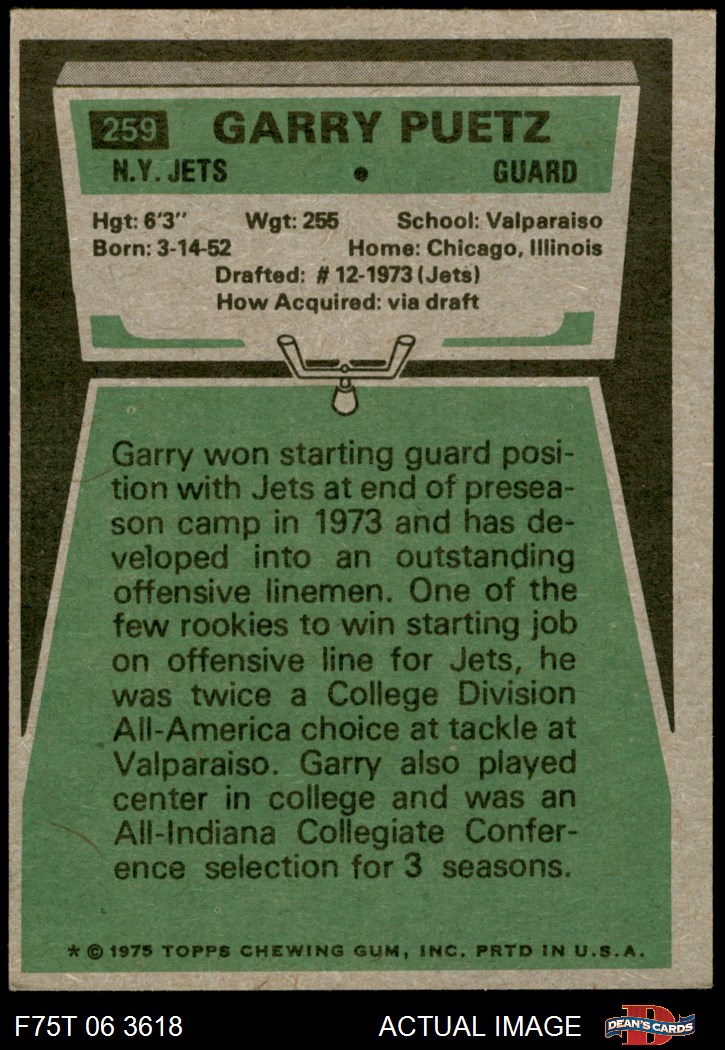 259 GARRY PUETZ
N.Y. JETS • GUARD
Hgt: 6'3" Wgt: 255 School: Valparaiso
Born: 3-14-52 Home: Chicago, Illinois
Drafted: #12-1973 (Jets)
How Acquired: via draft
Garry won starting guard posi-
tion with Jets at end of presea-
son camp in 1973 and has de-
veloped into an outstanding
offensive linemen. One of the
few rookies to win starting job
on offensive line for Jets, he
was twice a College Division
All-America choice at tackle at
Valparaiso. Garry also played
center in college and was an
All-Indiana Collegiate Confer-
ence selection for 3 seasons.
* © 1975 TOPPS CHEWING GUM, INC. PRTD IN U.S.A.
F75T 06 3618 ACTUAL IMAGE DEAN'S CARDS